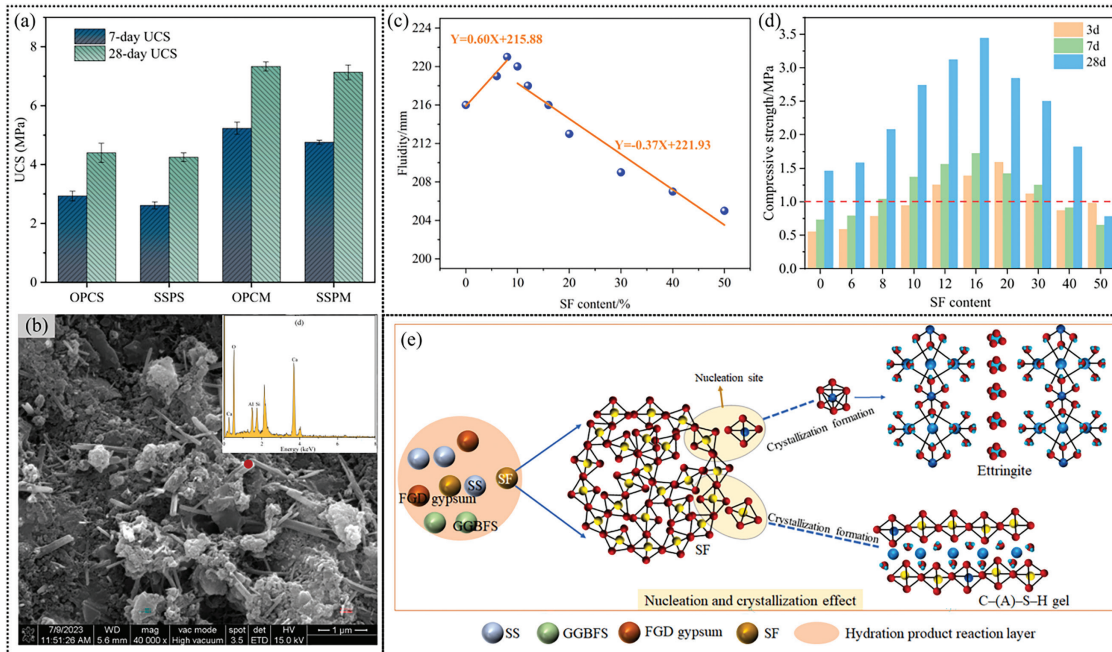 (a)
7-day UCS
28-day UCS
UCS (MPa)
8
6
4
2
0
OPCS
SSPS
OPCM
SSPM
(b)
(d)
O
Ca
Ca
Al
Si
2
4
6
8
Energy (keV)
7/9/2023
11:51:26 AM
WD
5.6 mm
mag
40 000 x
vac mode
High vacuum
spot
3.5
det
ETD
HV
15.0 kV
1 µm
(c)
Y=0.60X+215.88
Y=-0.37X+221.93
Fluidity/mm
228
224
220
216
212
208
204
200
0
10
20
30
40
50
SF content/%
(d)
3d
7d
28d
Compressive strength/MPa
3.5
3.0
2.5
2.0
1.5
1.0
0.5
0.0
0
6
8
10
12
16
20
30
40
50
SF content
(e)
Nucleation site
Crystallization formation
Ettringite
SS
SF
FGD gypsum
GGBFS
SF
Crystallization formation
C–(A)–S–H gel
Nucleation and crystallization effect
SS
GGBFS
FGD gypsum
SF
Hydration product reaction layer